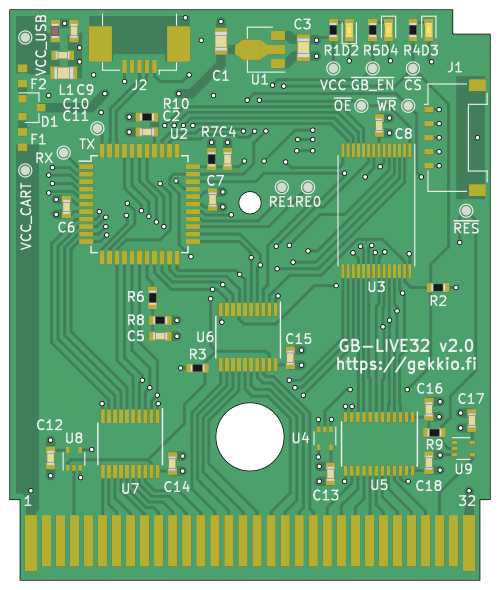 VCC_USB
C3
R1 D2 R5 D4 R4 D3
C1
U1
J2
VCC GB_EN CS
J1
L1 C9
F2
C10
C11
D1
F1
R10
C2
U2
OE WR
TX
RX
R7 C4
C8
C7
RE1 RE0
VCC_CART
C6
RES
U3
R2
R6
R8
C5
U6
C15
R3
GB-LIVE32 v2.0
https://gekkio.fi
C16
C17
C12
U8
U4
R9
U9
U7
C14
C13
U5
C18
1
32